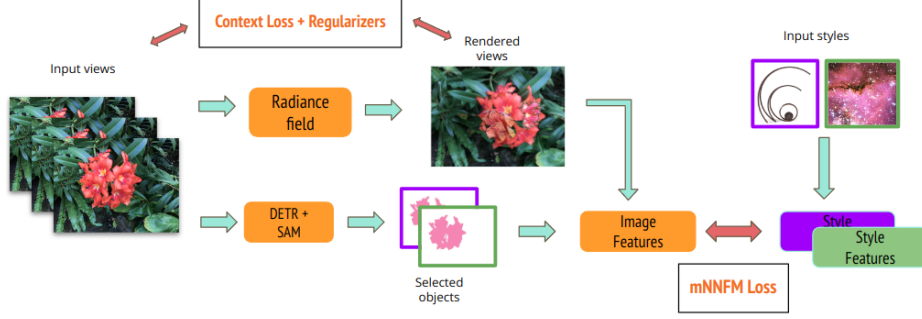 Context Loss + Regularizers
Input views
Rendered
views
Input styles
Radiance
field
DETR +
SAM
Selected
objects
Image
Features
Style
Style
Features
mNNFM Loss